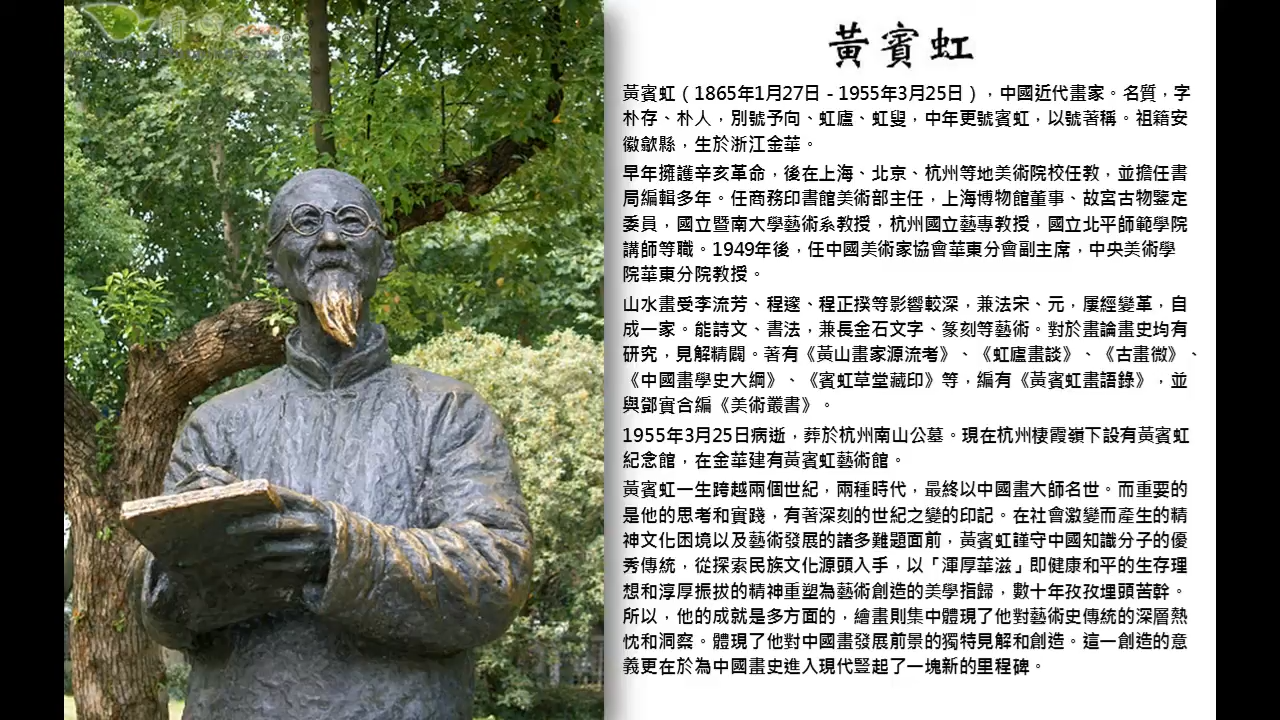 黃賓虹
黃賓虹（1865年1月27日－1955年3月25日），中國近代畫家。名質，字
朴存、朴人，別號予向、虹廬、虹叟，中年更號賓虹，以號著稱。祖籍安
徽歙縣，生於浙江金華。
早年擁護辛亥革命，後在上海、北京、杭州等地美術院校任教，並擔任書
局編輯多年。任商務印書館美術部主任，上海博物館董事、故宮古物鑒定
委員，國立暨南大學藝術系教授，杭州國立藝專教授，國立北平師範學院
講師等職。1949年後，任中國美術家協會華東分會副主席，中央美術學
院華東分院教授。
山水畫受李流芳、程邃、程正揆等影響較深，兼法宋、元，屢經變革，自
成一家。能詩文、書法，兼長金石文字、篆刻等藝術。對於畫論畫史均有
研究，見解精闢。著有《黃山畫家源流考》、《虹廬畫談》、《古畫微》、
《中國畫學史大綱》、《賓虹草堂藏印》等，編有《黃賓虹畫語錄》，並
與鄧實合編《美術叢書》。
1955年3月25日病逝，葬於杭州南山公墓。現在杭州棲霞嶺下設有黃賓虹
紀念館，在金華建有黃賓虹藝術館。
黃賓虹一生跨越兩個世紀，兩種時代，最終以中國畫大師名世。而重要的
是他的思考和實踐，有著深刻的世紀之變的印記。在社會激變而產生的精
神文化困境以及藝術發展的諸多難題面前，黃賓虹謹守中國知識分子的優
秀傳統，從探索民族文化源頭入手，以「渾厚華滋」即健康和平的生存理
想和淳厚振拔的精神重塑為藝術創造的美學指歸，數十年孜孜埋頭苦幹。
所以，他的成就是多方面的，繪畫則集中體現了他對藝術史傳統的深層熱
忱和洞察。體現了他對中國畫發展前景的獨特見解和創造。這一創造的意
義更在於為中國畫史進入現代豎起了一塊新的里程碑。